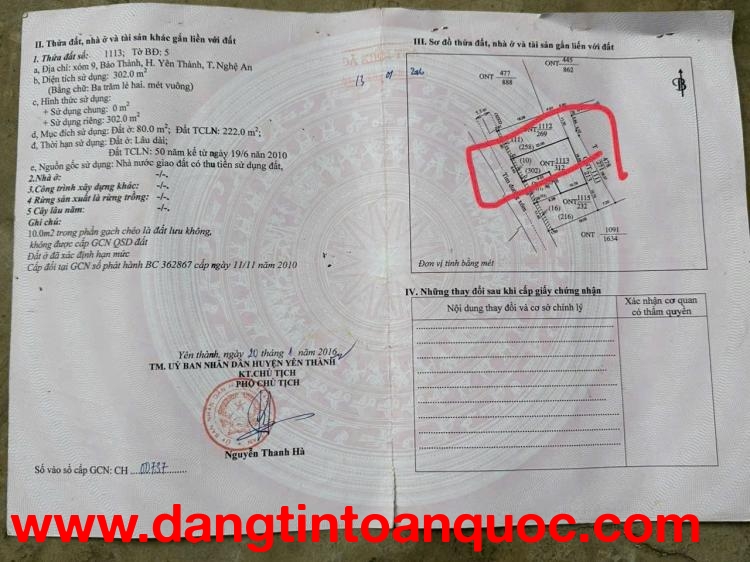 II. Thửa đất, nhà ở và tài sản khác gắn liền với đất
1. Thửa đất số: 1113; Tờ BĐ: 5
a, Địa chỉ: xóm 9, Bảo Thành, H. Yên Thành, T. Nghệ An
b, Diện tích sử dụng: 302.0 m²
(Bằng chữ: Ba trăm lẻ hai. mét vuông)
c, Hình thức sử dụng:
+ Sử dụng chung: 0 m²
+ Sử dụng riêng: 302.0 m²
d, Mục đích sử dụng: Đất ở: 80.0 m²; Đất TCLN: 222.0 m²;
đ, Thời hạn sử dụng: Đất ở: Lâu dài;
Đất TCLN: 50 năm kể từ ngày 19/6/2010
e, Nguồn gốc sử dụng: Nhà nước giao đất có thu tiền sử dụng đất,
2.Nhà ở: -/-,
3.Công trình xây dựng khác: -/-,
4 Rừng sản xuất là rừng trồng: -/-,
5 Cây lâu năm: -/-,
Ghi chú:
10.0m2 trong phần gạch chéo là đất lưu không,
không được cấp GCN QSD đất
Đất ở đã xác định hạn mức
Cấp đổi tại GCN số phát hành BC 362867 cấp ngày 11/11/2010
Yên thành, ngày 20 tháng 1 năm 2016
TM. UỶ BAN NHÂN DÂN HUYỆN YÊN THÀNH
KT.CHỦ TỊCH
PHÓ CHỦ TỊCH
Nguyễn Thanh Hà
Số vào sổ cấp GCN: CH 00737
III. Sơ đồ thửa đất, nhà ở và tài sản gắn liền với đất
ONT 445
862
ONT 477
888
B
ONT 1112
269
(11)
(258)
(10)
(302)
ONT 1113
312
ONT 1115
232
(16)
(216)
ONT 1091
1634
Đơn vị tính bằng mét
IV. Những thay đổi sau khi cấp giấy chứng nhận
Nội dung thay đổi và cơ sở chỉnh lý
Xác nhận cơ quan
có thẩm quyền
www.dangtintoanquoc.com